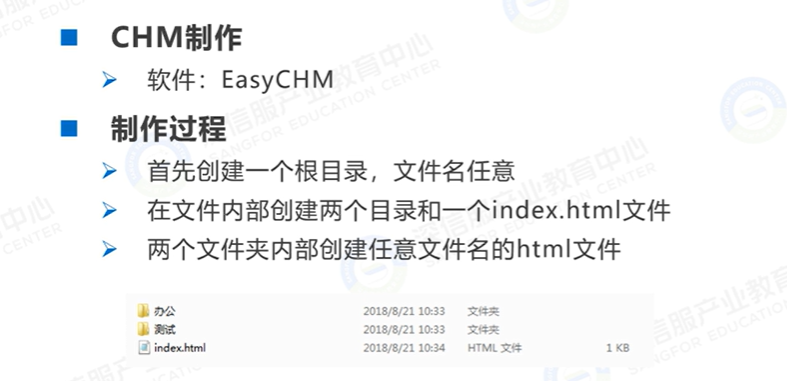 CHM制作
软件：EasyCHM
制作过程
首先创建一个根目录，文件名任意
在文件内部创建两个目录和一个index.html文件
两个文件夹内部创建任意文件名的html文件
办公 2018/8/21 10:33 文件夹
测试 2018/8/21 10:33 文件夹
index.html 2018/8/21 10:34 HTML 文件 1 KB
深信服产业教育中心
SANGFOR EDUCATION CENTER